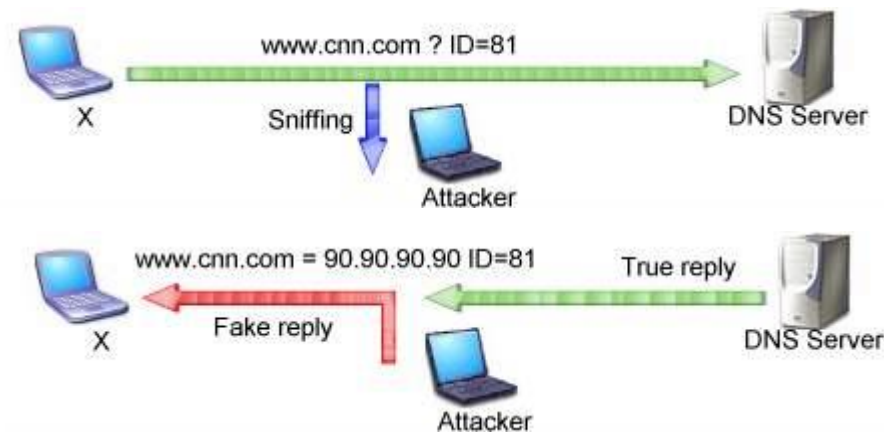 www.cnn.com ? ID=81
X
Sniffing
DNS Server
Attacker
www.cnn.com = 90.90.90.90 ID=81
True reply
Fake reply
X
DNS Server
Attacker